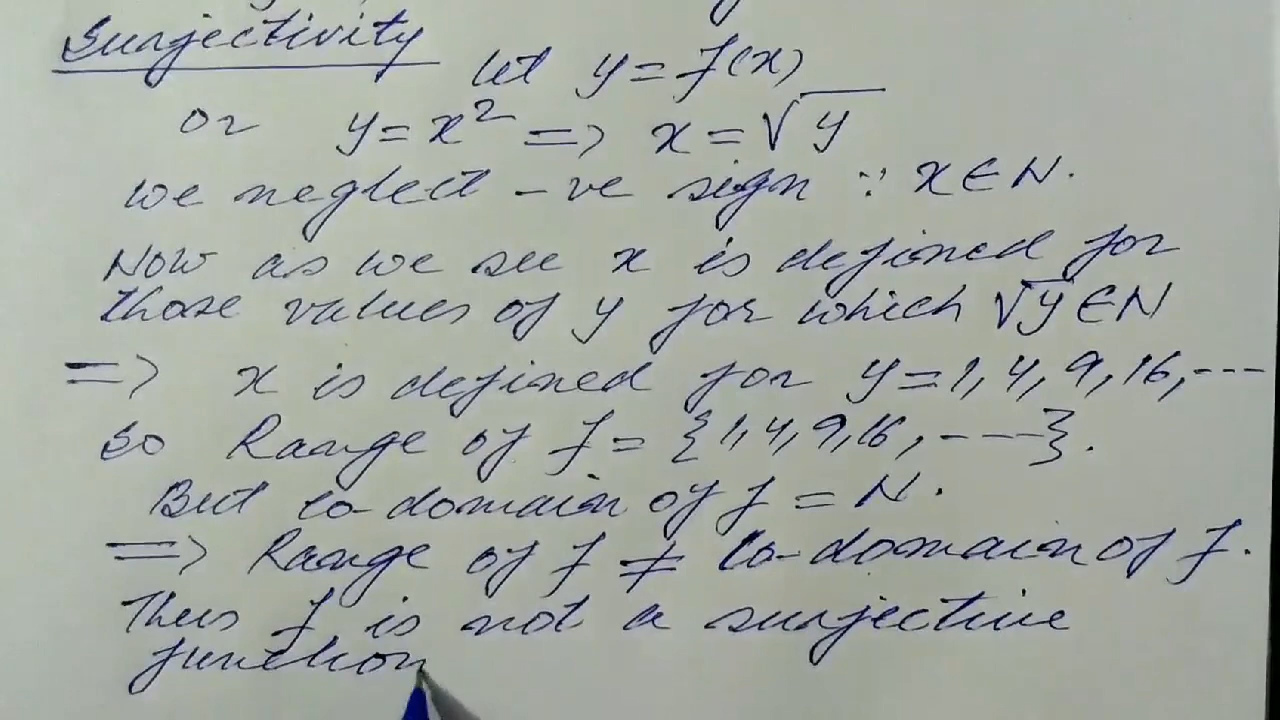 Surjectivity let y = f(x)
or y = x² => x = √y
we neglect -ve sign ∵ x∈N.
Now as we see x is defined for
those values of y for which √y ∈ N
=> x is defined for y = 1, 4, 9, 16, ---
so Range of f = {1, 4, 9, 16, ----}.
But co-domain of f = N.
=> Range of f ≠ Co-domain of f.
Thus f is not a surjective
function